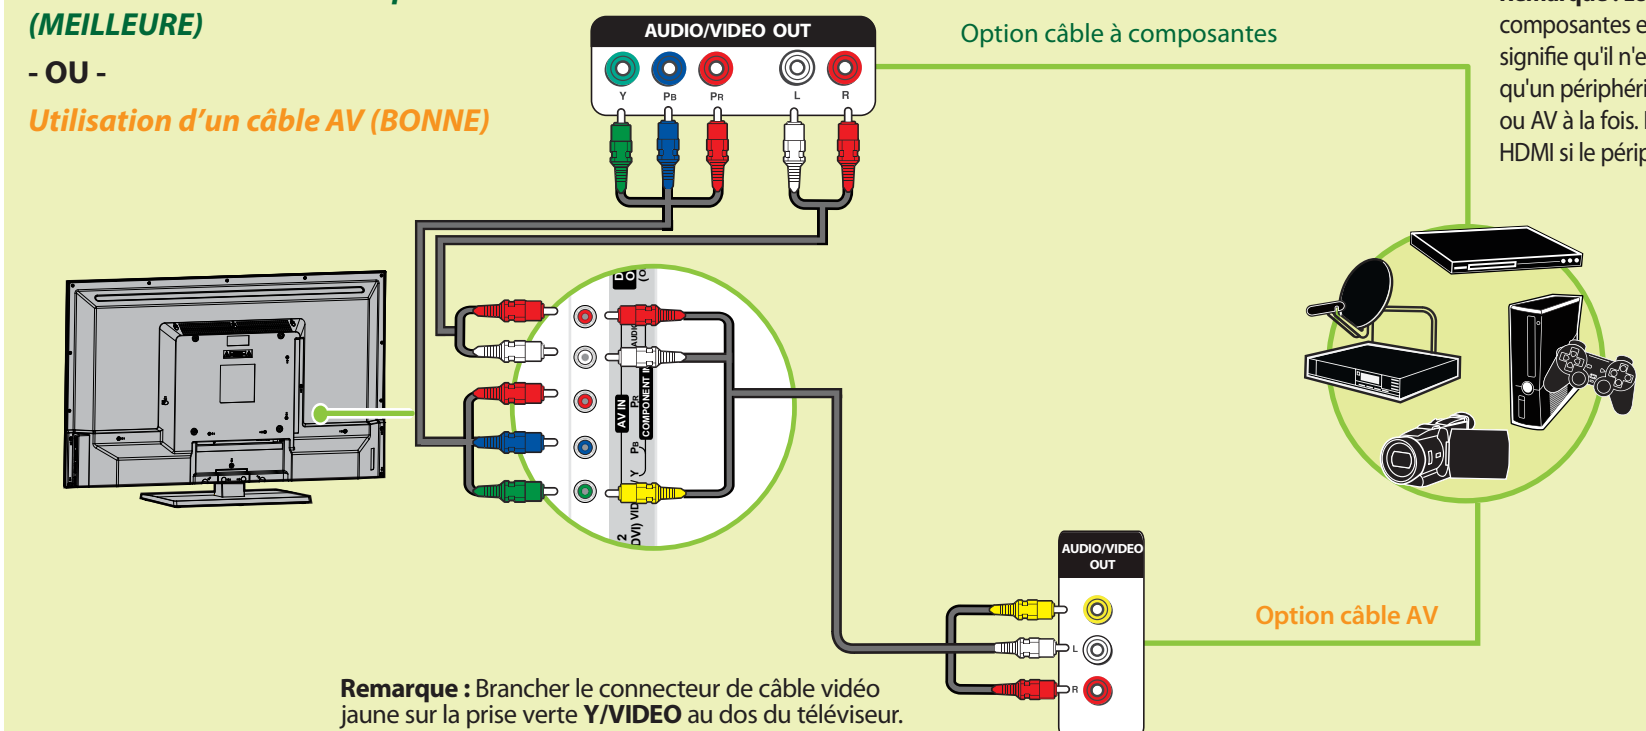 (MEILLEURE)
- OU -
Utilisation d’un câble AV (BONNE)
AUDIO/VIDEO OUT
Y PB PR L R
Option câble à composantes
composantes e
signifie qu'il n'e
qu'un périphéri
ou AV à la fois.
HDMI si le périp
AV IN
COMPONENT IN
PR
PB
Y
2
DVI) VID
AUDIO/VIDEO
OUT
L
R
Option câble AV
Remarque : Brancher le connecteur de câble vidéo
jaune sur la prise verte Y/VIDEO au dos du téléviseur.